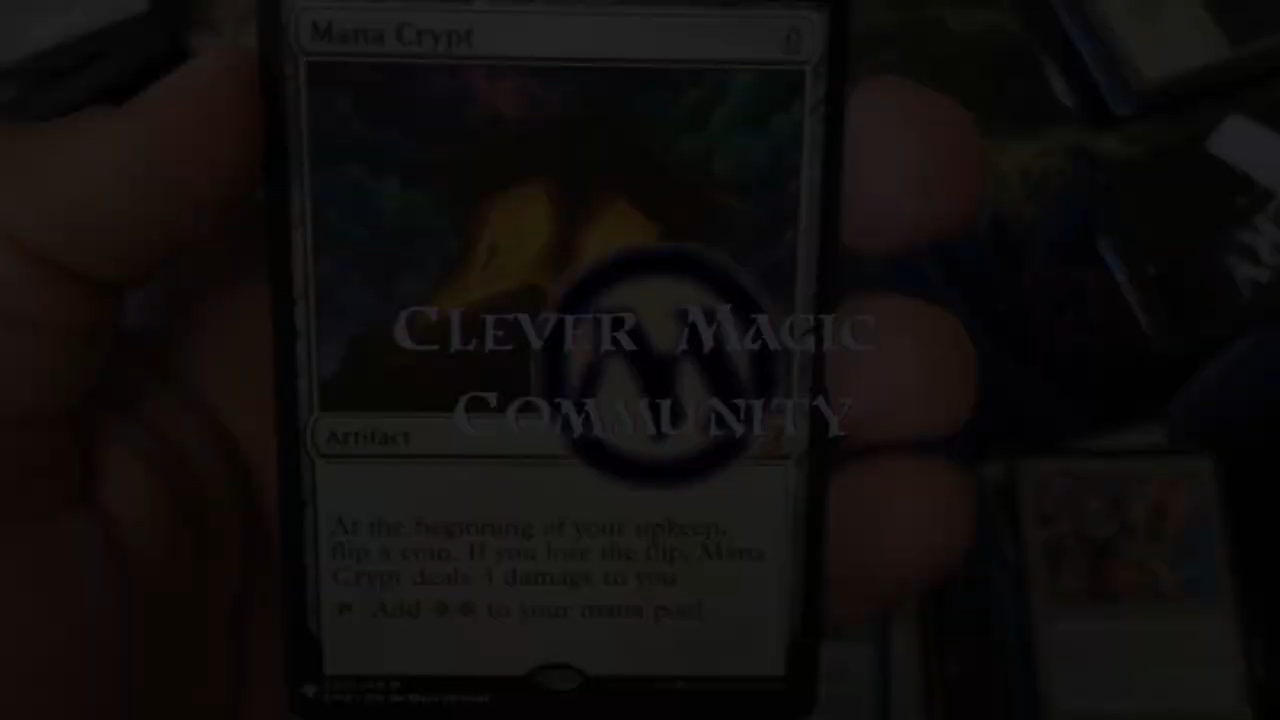 Mana Crypt 0
CLEVER MAGIC
COMMUNITY
Artifact
At the beginning of your upkeep,
flip a coin. If you lose the flip, Mana
Crypt deals 3 damage to you
Add to your mana pool